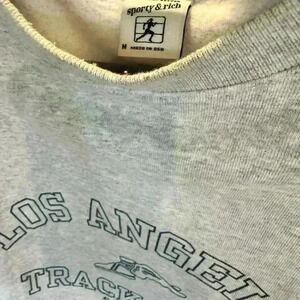 sporty & rich
M MADE IN USA
LOS ANGEL
TRACK